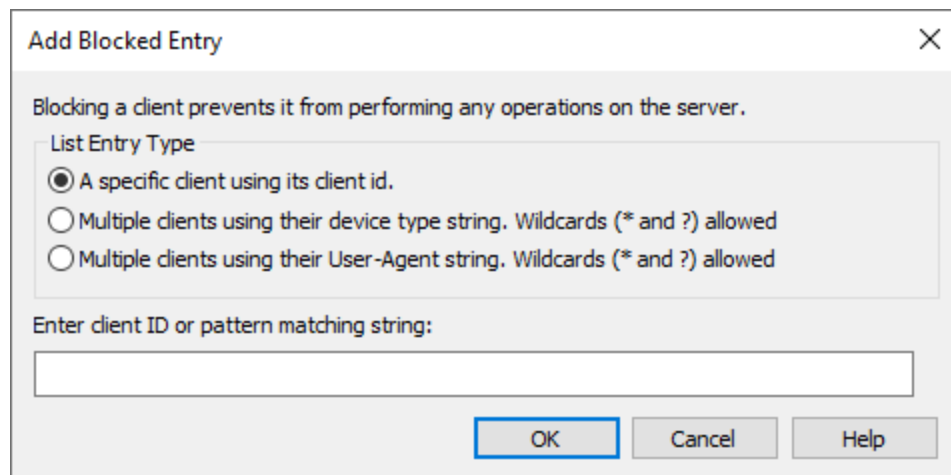 Add Blocked Entry
Blocking a client prevents it from performing any operations on the server.
List Entry Type
A specific client using its client id.
Multiple clients using their device type string. Wildcards (* and ?) allowed
Multiple clients using their User-Agent string. Wildcards (* and ?) allowed
Enter client ID or pattern matching string:
OK Cancel Help